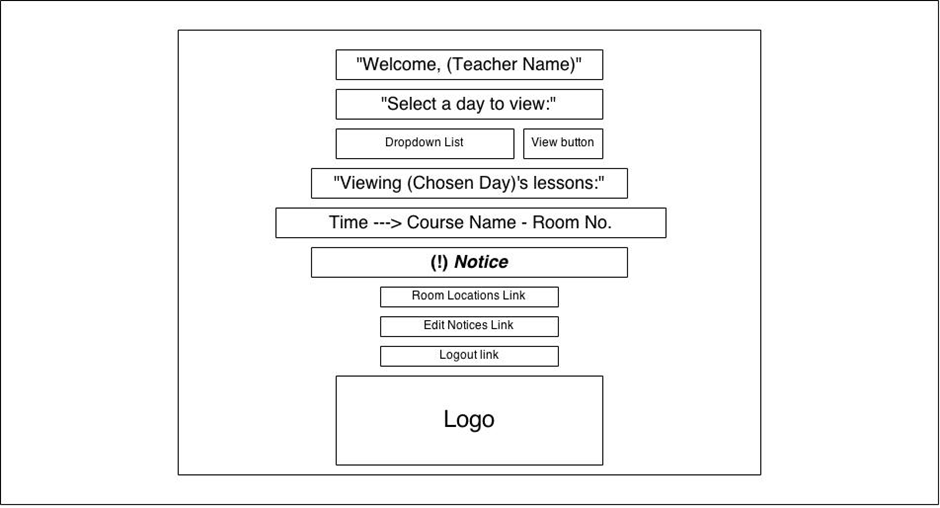 "Welcome, (Teacher Name)"
"Select a day to view:"
Dropdown List View button
"Viewing (Chosen Day)'s lessons:"
Time ---> Course Name - Room No.
(!) Notice
Room Locations Link
Edit Notices Link
Logout link
Logo